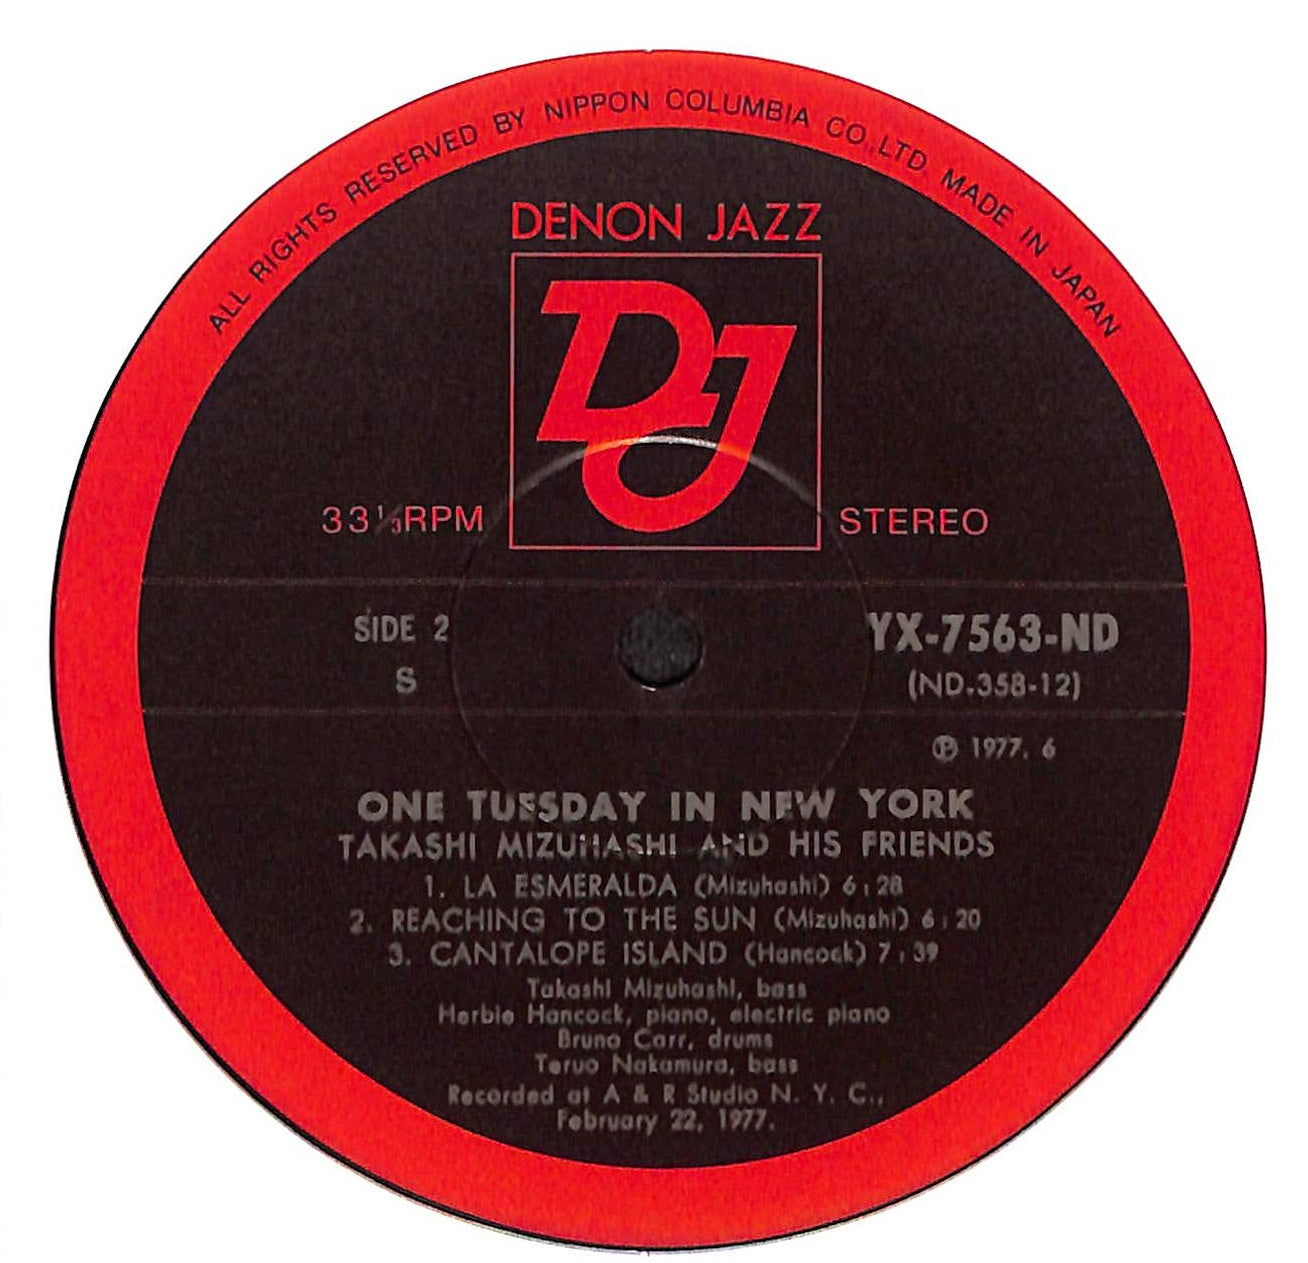 ALL RIGHTS RESERVED BY NIPPON COLUMBIA CO.,LTD. MADE IN JAPAN
DENON JAZZ
DJ
33⅓RPM STEREO
SIDE 2 YX-7563-ND
S (ND.358-12)
Ⓟ 1977. 6
ONE TUESDAY IN NEW YORK
TAKASHI MIZUHASHI AND HIS FRIENDS
1. LA ESMERALDA (Mizuhashi) 6:28
2. REACHING TO THE SUN (Mizuhashi) 6:20
3. CANTALOPE ISLAND (Hancock) 7:39
Takashi Mizuhashi, bass
Herbie Hancock, piano, electric piano
Bruno Carr, drums
Teruo Nakamura, bass
Recorded at A & R Studio N. Y. C.,
February 22, 1977.